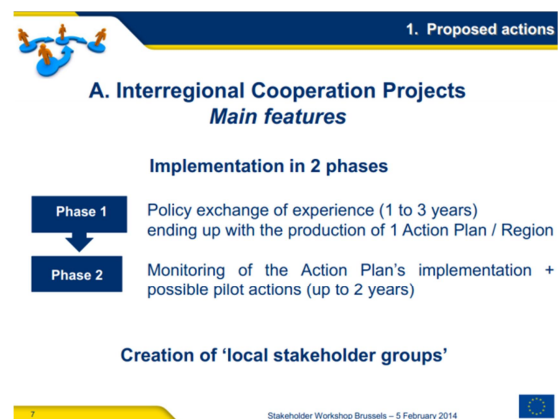 1. Proposed actions
A. Interregional Cooperation Projects
Main features
Implementation in 2 phases
Phase 1
Policy exchange of experience (1 to 3 years)
ending up with the production of 1 Action Plan / Region
Phase 2
Monitoring of the Action Plan's implementation +
possible pilot actions (up to 2 years)
Creation of ‘local stakeholder groups’
7
Stakeholder Workshop Brussels – 5 February 2014